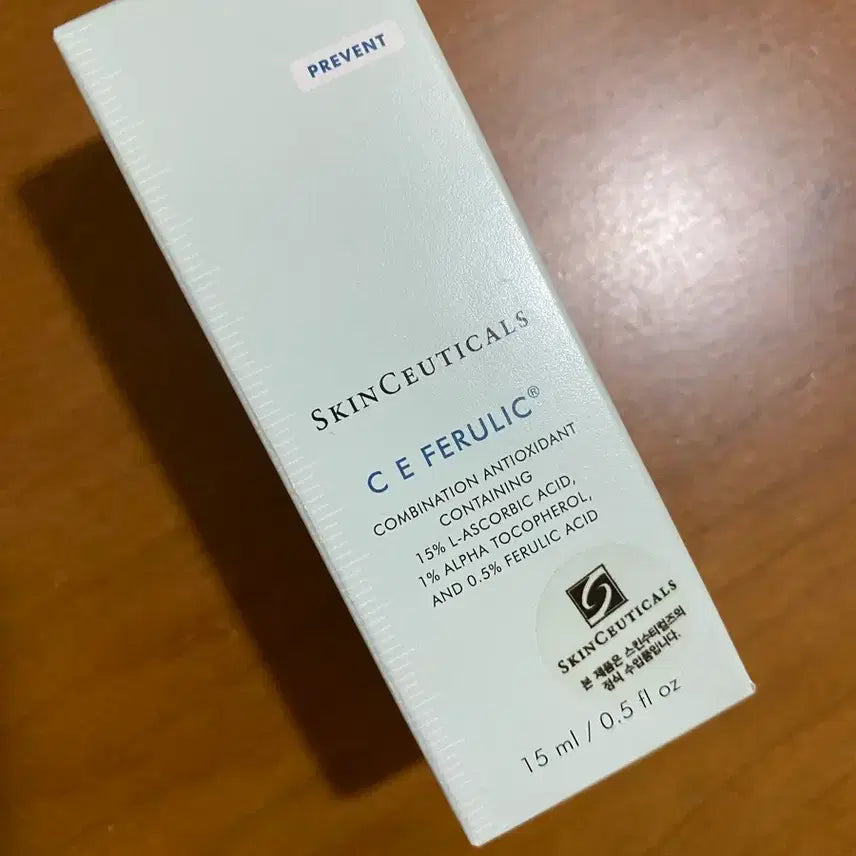 PREVENT
SKINCEUTICALS
C E FERULIC®
COMBINATION ANTIOXIDANT
CONTAINING
15% L-ASCORBIC ACID,
1% ALPHA TOCOPHEROL,
AND 0.5% FERULIC ACID
SKINCEUTICALS
본 제품은 스킨수티컬즈의
정식 수입품입니다.
15 ml / 0.5 fl oz